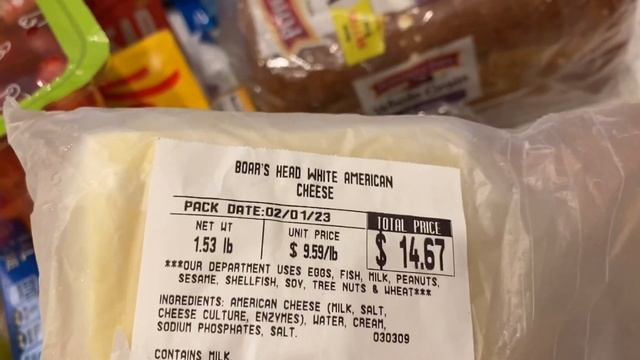 Whole Grain
BOAR'S HEAD WHITE AMERICAN
CHEESE
PACK DATE:02/01/23
NET WT
1.53 lb
UNIT PRICE
$ 9.59/lb
TOTAL PRICE
$ 14.67
***OUR DEPARTMENT USES EGGS, FISH, MILK, PEANUTS,
SESAME, SHELLFISH, SOY, TREE NUTS & WHEAT***
INGREDIENTS: AMERICAN CHEESE (MILK, SALT,
CHEESE CULTURE, ENZYMES), WATER, CREAM,
SODIUM PHOSPHATES, SALT.
030309
CONTAINS MILK